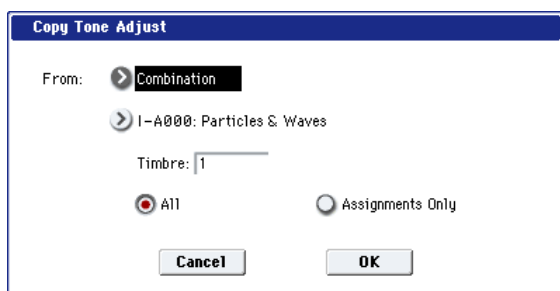 Copy Tone Adjust
From: Combination
I-A000: Particles & Waves
Timbre: 1
All Assignments Only
Cancel OK